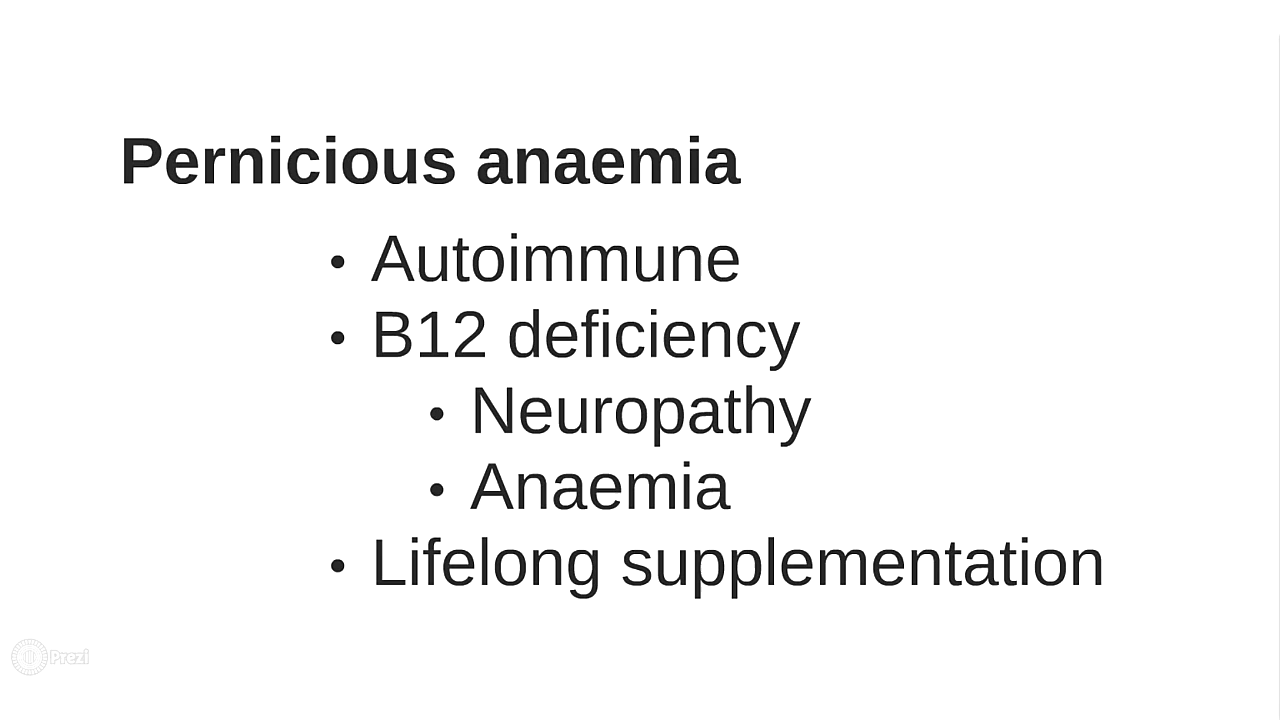 Pernicious anaemia
• Autoimmune
• B12 deficiency
• Neuropathy
• Anaemia
• Lifelong supplementation
Prezi